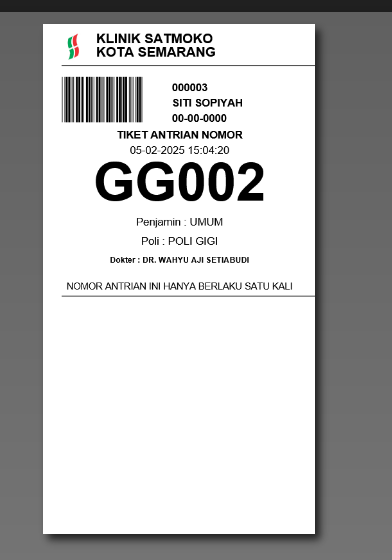 KLINIK SATMOKO
KOTA SEMARANG
000003
SITI SOPIYAH
00-00-0000
TIKET ANTRIAN NOMOR
05-02-2025 15:04:20
GG002
Penjamin : UMUM
Poli : POLI GIGI
Dokter : DR. WAHYU AJI SETIABUDI
NOMOR ANTRIAN INI HANYA BERLAKU SATU KALI